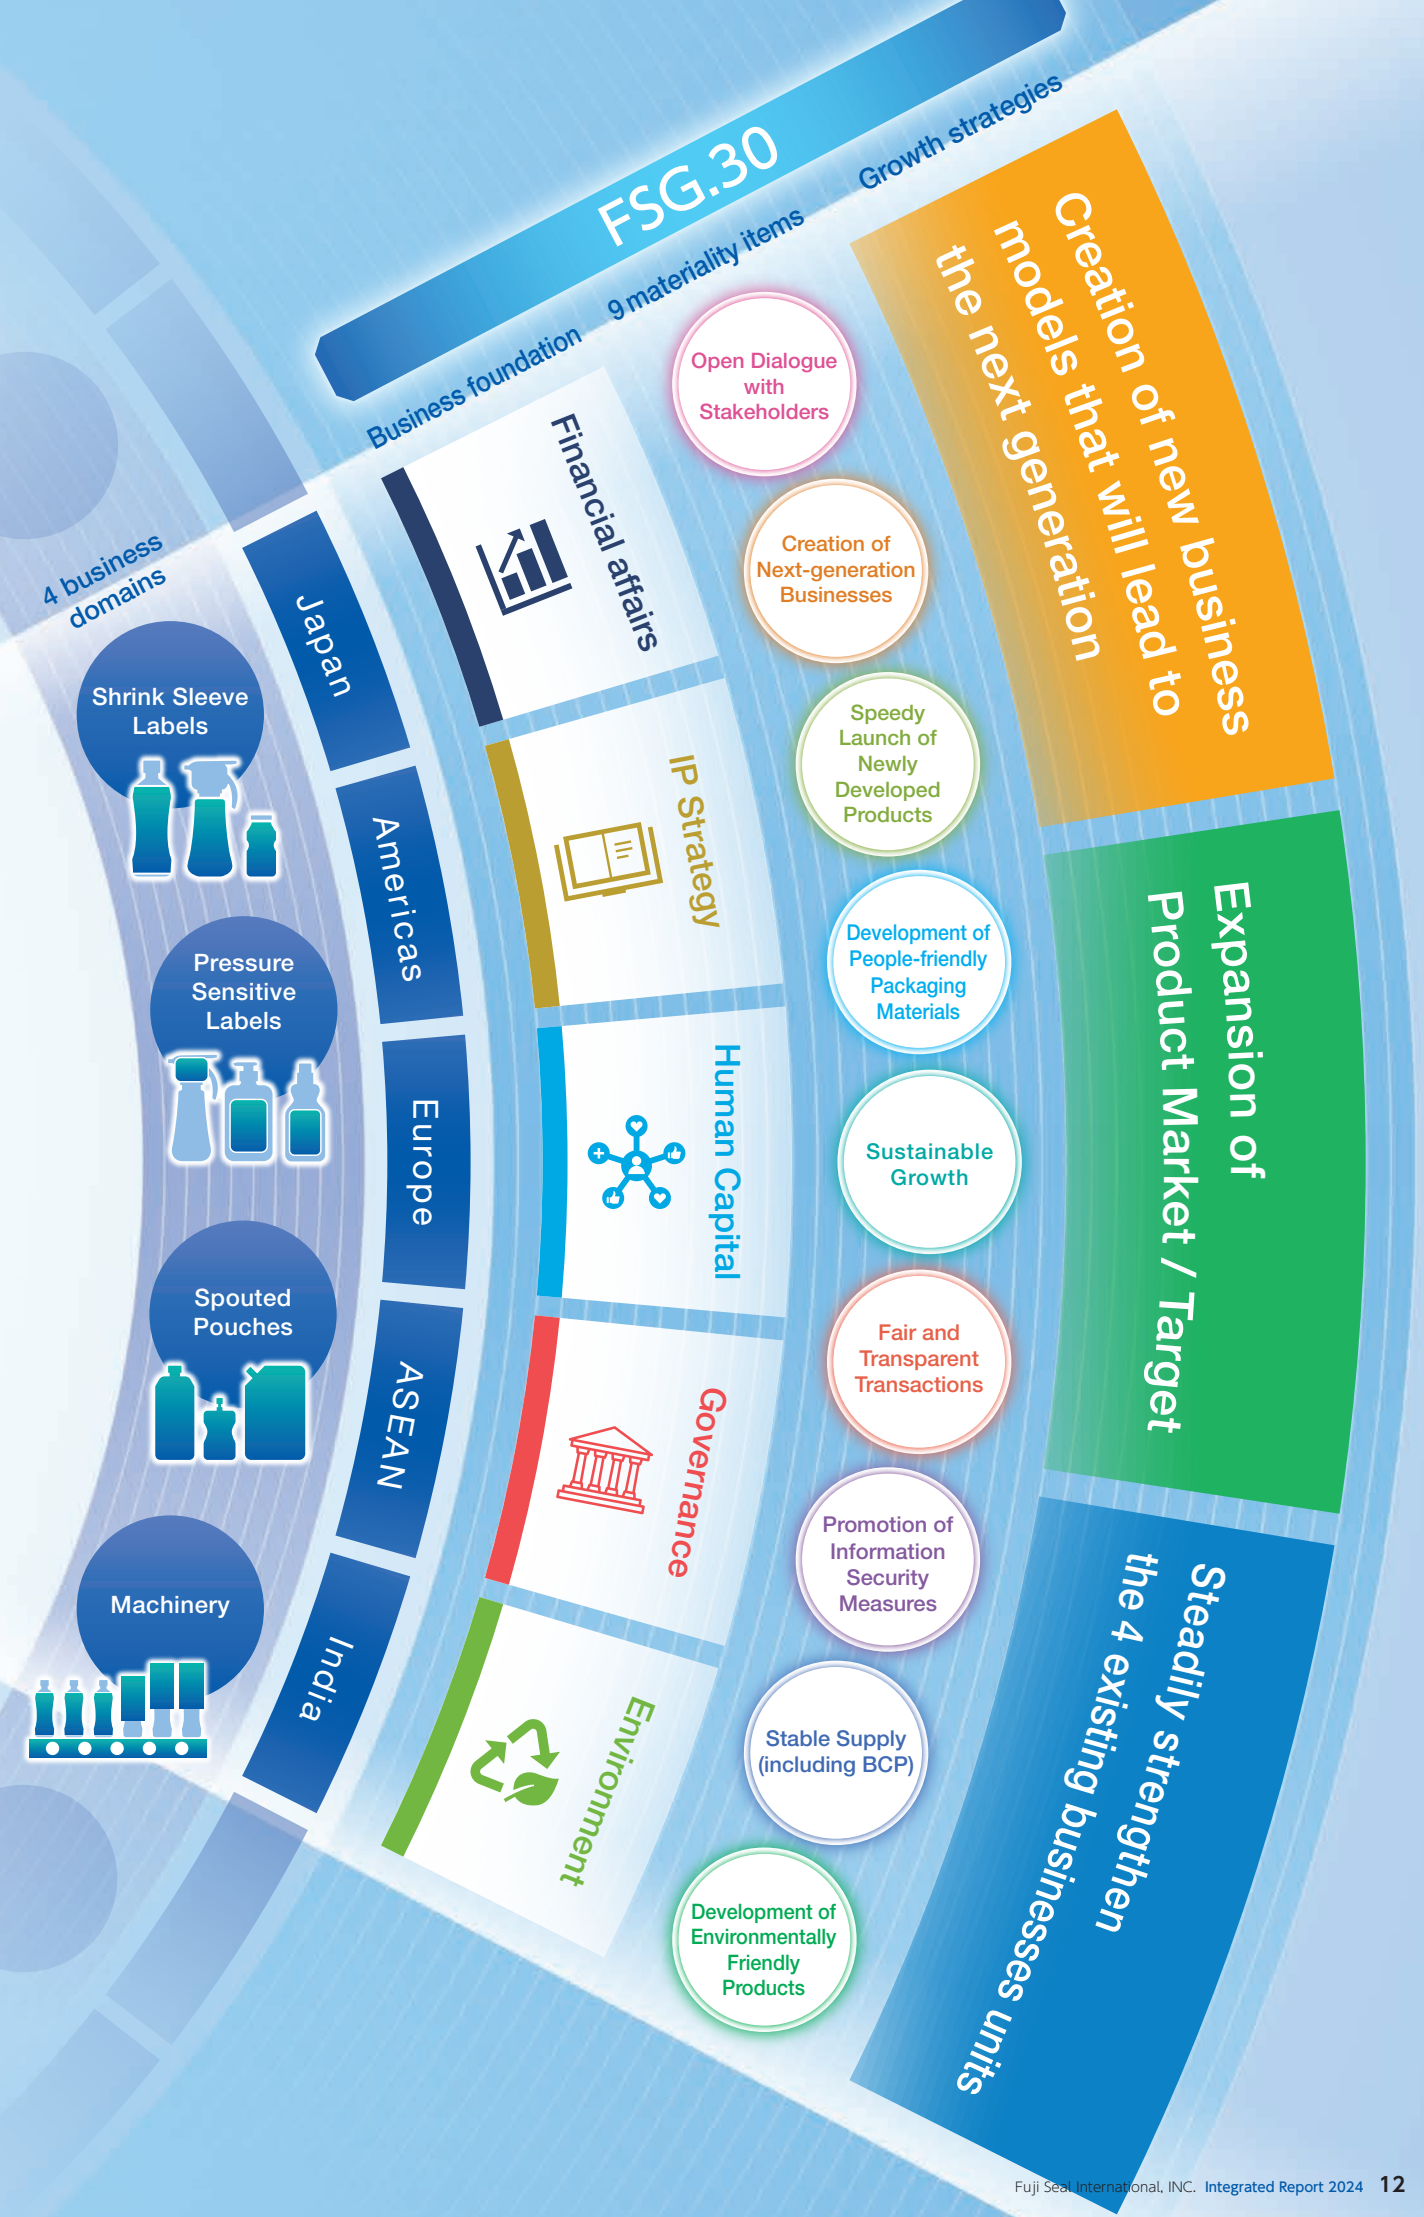 FSG.30
4 business
domains
Shrink Sleeve
Labels
Pressure
Sensitive
Labels
Spouted
Pouches
Machinery
Japan
Americas
Europe
ASEAN
India
Business foundation
Financial affairs
IP Strategy
Human Capital
Governance
Environment
9 materiality items
Open Dialogue
with
Stakeholders
Creation of
Next-generation
Businesses
Speedy
Launch of
Newly
Developed
Products
Development of
People-friendly
Packaging
Materials
Sustainable
Growth
Fair and
Transparent
Transactions
Promotion of
Information
Security
Measures
Stable Supply
(including BCP)
Development of
Environmentally
Friendly
Products
Growth strategies
Creation of new business
models that will lead to
the next generation
Expansion of
Product Market / Target
Steadily strengthen
the 4 existing businesses units
Fuji Seal International, INC. Integrated Report 2024 12